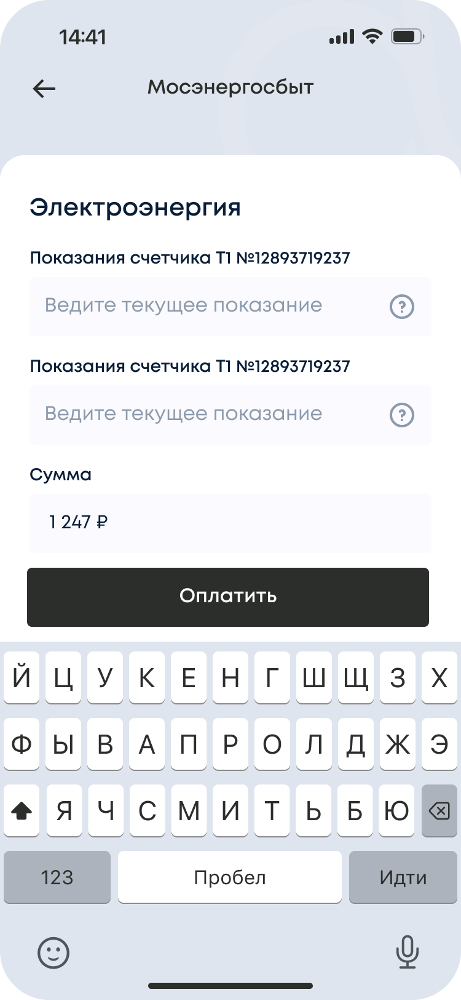 14:41
Мосэнергосбыт
Электроэнергия
Показания счетчика Т1 №12893719237
Ведите текущее показание
?
Показания счетчика Т1 №12893719237
Ведите текущее показание
?
Сумма
1 247 ₽
Оплатить
Й Ц У К Е Н Г Ш Щ З Х
Ф Ы В А П Р О Л Д Ж Э
Я Ч С М И Т Ь Б Ю
123 Пробел Идти